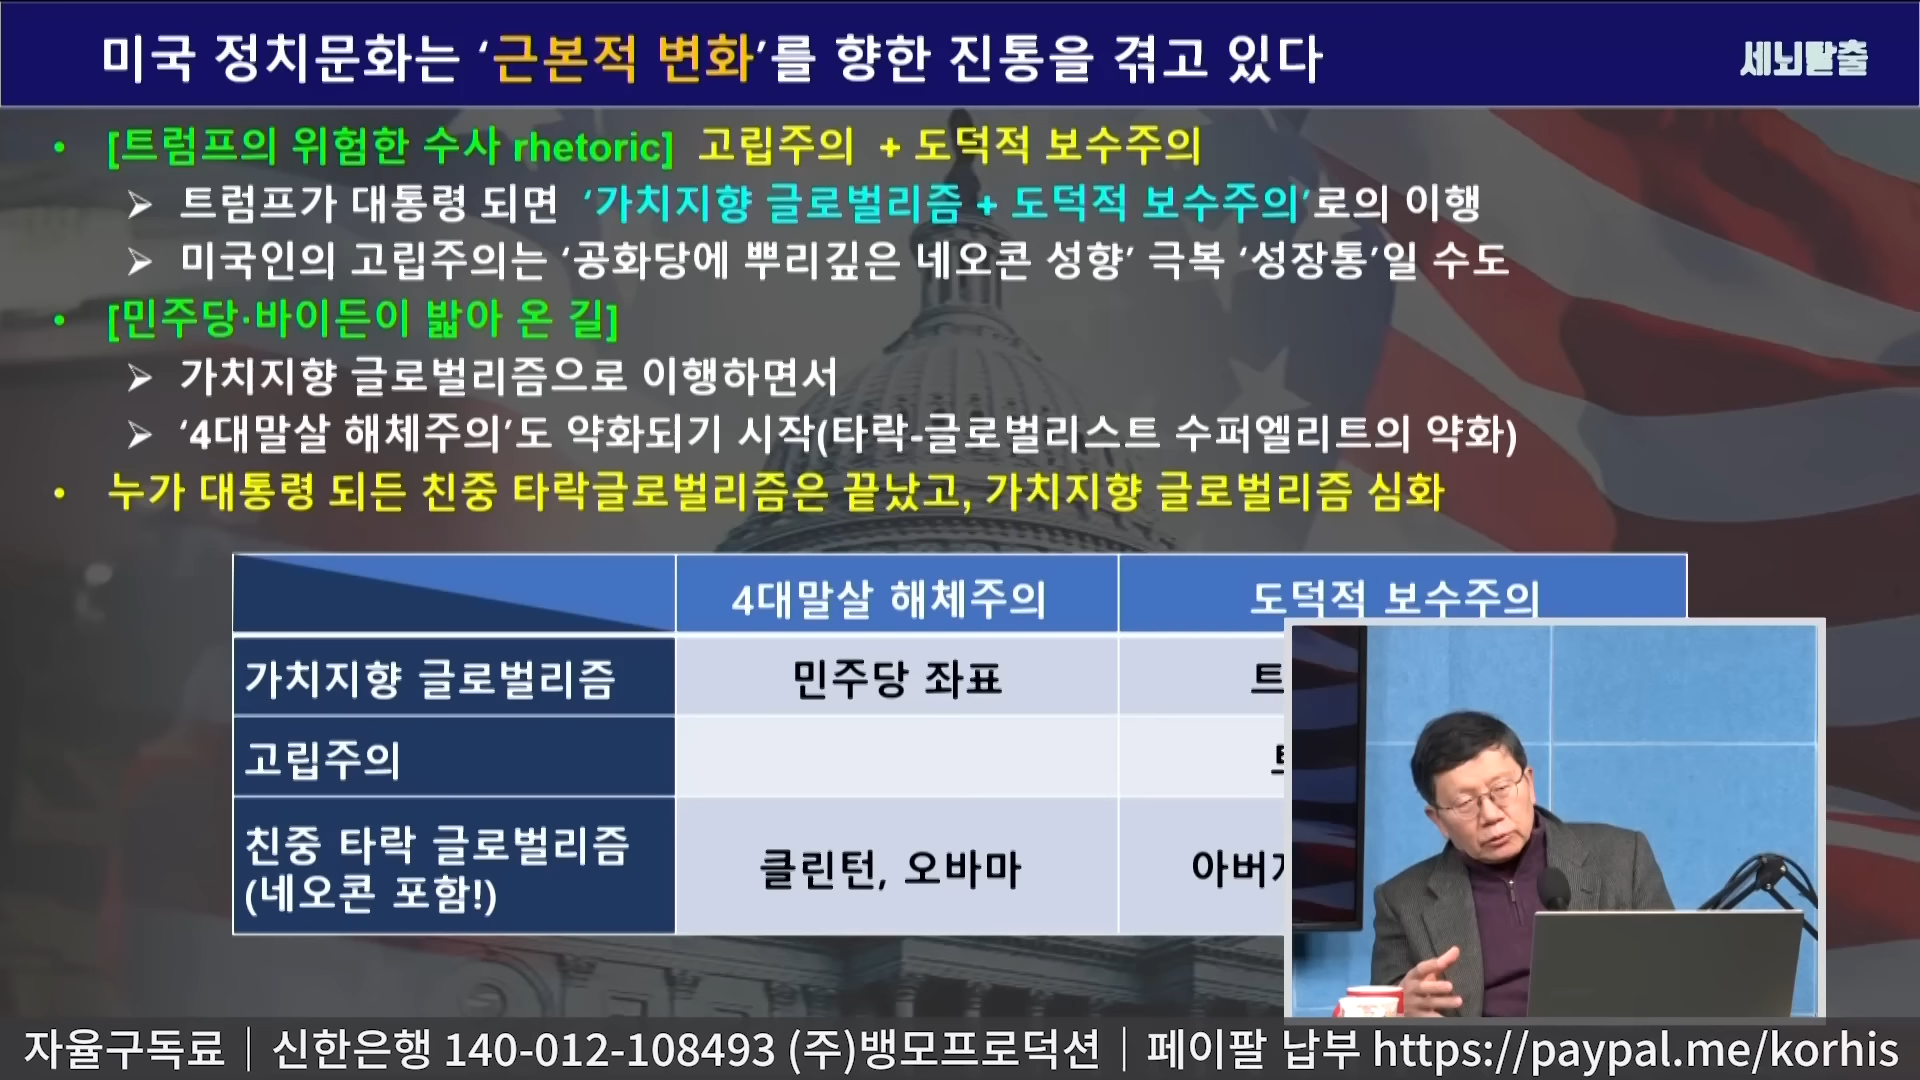 미국 정치문화는 ‘근본적 변화’를 향한 진통을 겪고 있다
세뇌탈출
• [트럼프의 위험한 수사 rhetoric] 고립주의 + 도덕적 보수주의
➢ 트럼프가 대통령 되면 ‘가치지향 글로벌리즘 + 도덕적 보수주의’로의 이행
➢ 미국인의 고립주의는 ‘공화당에 뿌리깊은 네오콘 성향’ 극복 ‘성장통’일 수도
• [민주당·바이든이 밟아 온 길]
➢ 가치지향 글로벌리즘으로 이행하면서
➢ ‘4대말살 해체주의’도 약화되기 시작(타락-글로벌리스트 수퍼엘리트의 약화)
• 누가 대통령 되든 친중 타락글로벌리즘은 끝났고, 가치지향 글로벌리즘 심화
4대말살 해체주의 도덕적 보수주의
가치지향 글로벌리즘 민주당 좌표 트
고립주의
친중 타락 글로벌리즘
(네오콘 포함!) 클린턴, 오바마 아버
자율구독료｜신한은행 140-012-108493 (주)뱅모프로덕션｜페이팔 납부 https://paypal.me/korhis